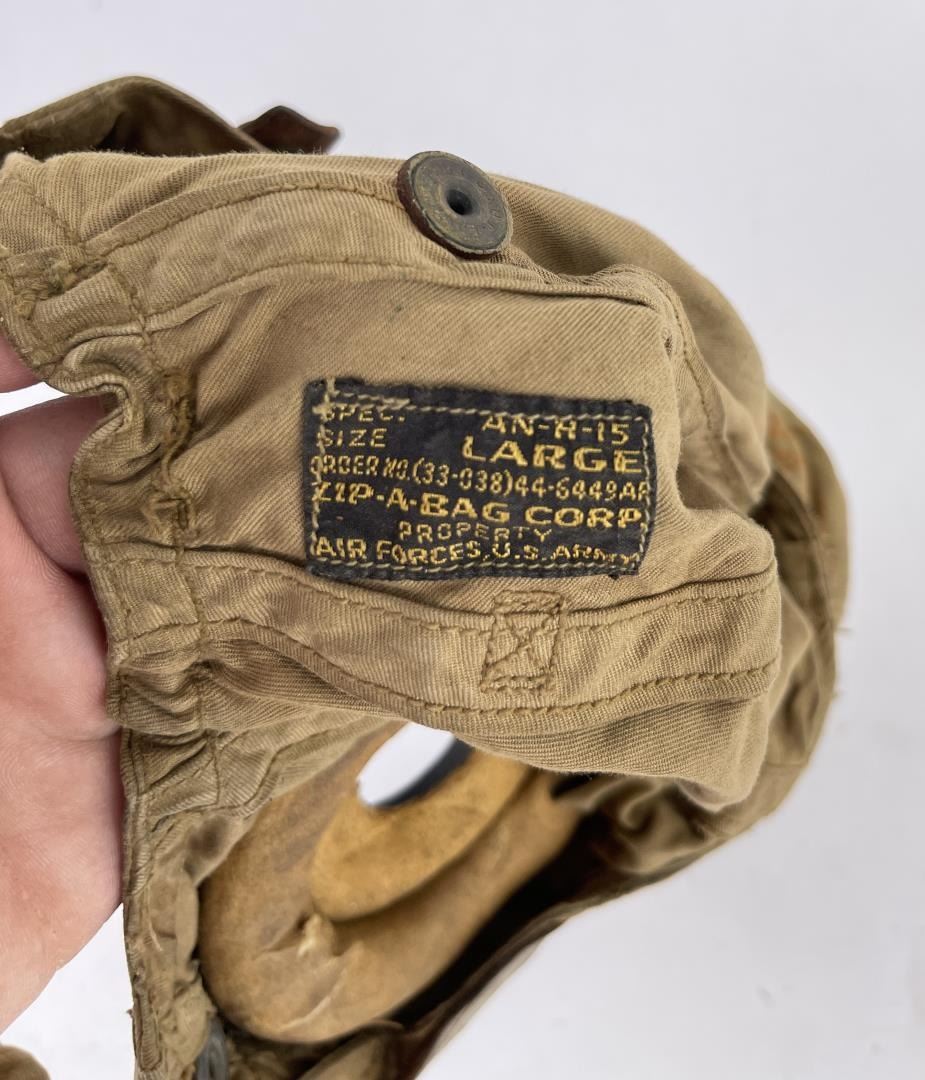 SPEC. AN-H-15
SIZE LARGE
ORDER NO.(33-038)44-6449AF
ZIP-A-BAG CORP
PROPERTY
AIR FORCES, U.S. ARMY